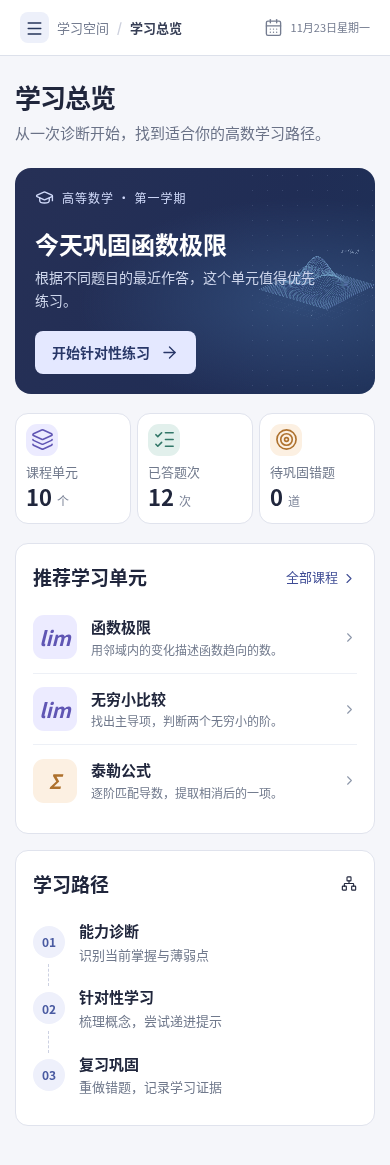 学习空间 / 学习总览
11月23日星期一
学习总览
从一次诊断开始，找到适合你的高数学习路径。
高等数学 · 第一学期
今天巩固函数极限
根据不同题目的最近作答，这个单元值得优先
练习。
开始针对性练习
课程单元
10 个
已答题次
12 次
待巩固错题
0 道
推荐学习单元
全部课程
lim
函数极限
用邻域内的变化描述函数趋向的数。
lim
无穷小比较
找出主导项，判断两个无穷小的阶。
Σ
泰勒公式
逐阶匹配导数，提取相消后的一项。
学习路径
01
能力诊断
识别当前掌握与薄弱点
02
针对性学习
梳理概念，尝试递进提示
03
复习巩固
重做错题，记录学习证据